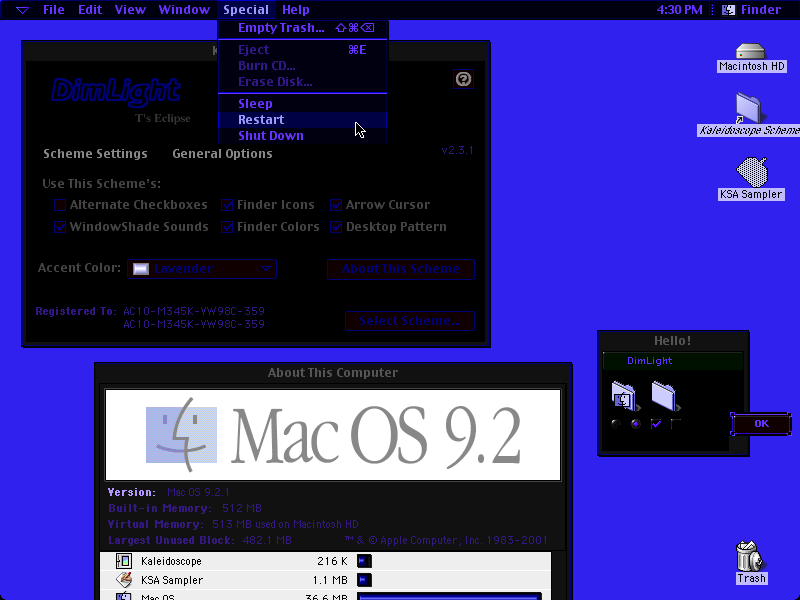 File Edit View Window Special Help 4:30 PM Finder
Empty Trash... ⇧⌘⌫
Eject ⌘E
Burn CD...
Erase Disk...
Sleep
Restart
Shut Down
K
DimLight
T's Eclipse
?
Scheme Settings General Options v2.3.1
Use This Scheme's:
Alternate Checkboxes Finder Icons Arrow Cursor
WindowShade Sounds Finder Colors Desktop Pattern
Accent Color: Lavender About This Scheme
Registered To: AC10-M345K-VW98C-359
AC10-M345K-VW98C-359
Select Scheme...
Macintosh HD
Kaleidoscope Scheme
KSA Sampler
Hello!
DimLight
OK
About This Computer
Mac OS 9.2
Version: Mac OS 9.2.1
Built-in Memory: 512 MB
Virtual Memory: 513 MB used on Macintosh HD
Largest Unused Block: 482.1 MB ™ & © Apple Computer, Inc. 1983-2001
Kaleidoscope 216 K
KSA Sampler 1.1 MB
Mac OS 36.6 MB
Trash